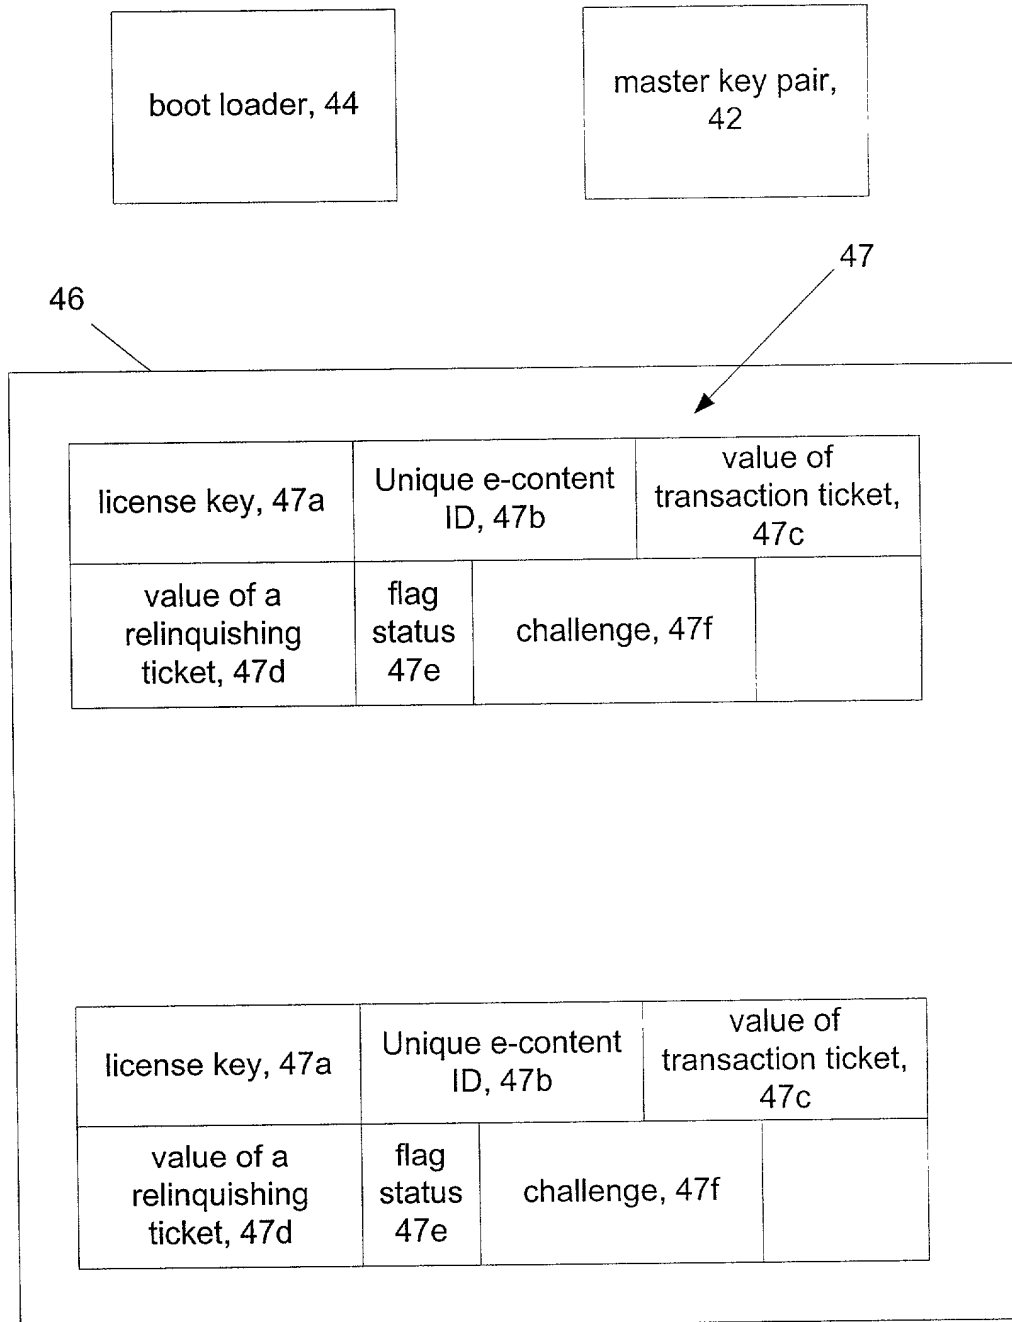 boot loader, 44
master key pair,
42
47
46
license key, 47a
Unique e-content
ID, 47b
value of
transaction ticket,
47c
value of a
relinquishing
ticket, 47d
flag
status
47e
challenge, 47f
license key, 47a
Unique e-content
ID, 47b
value of
transaction ticket,
47c
value of a
relinquishing
ticket, 47d
flag
status
47e
challenge, 47f